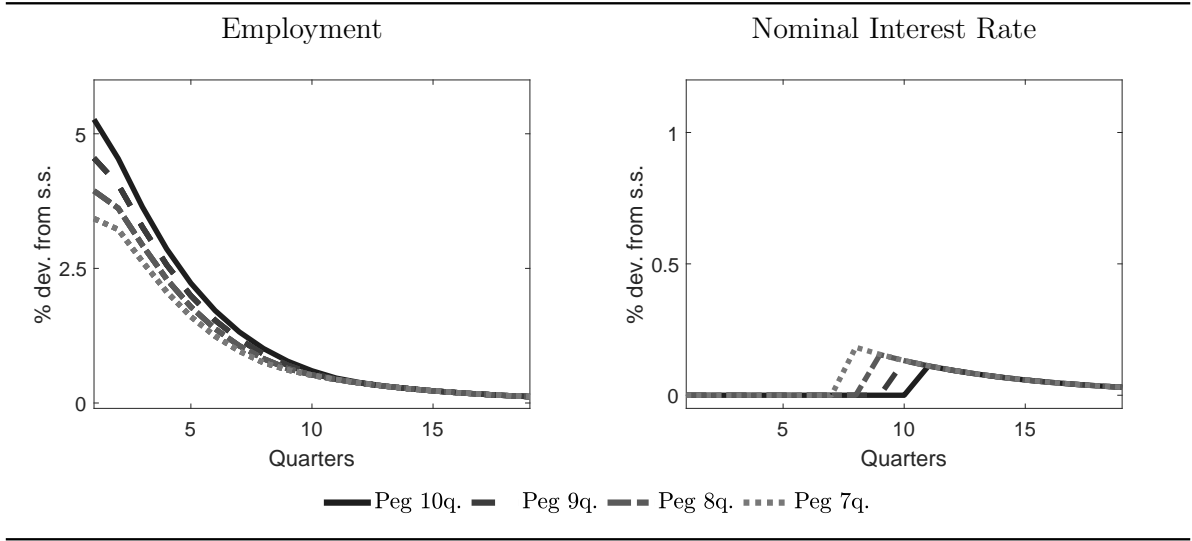 Employment
Nominal Interest Rate
% dev. from s.s.
5
2.5
0
5 10 15
Quarters
% dev. from s.s.
1
0.5
0
5 10 15
Quarters
Peg 10q. Peg 9q. Peg 8q. Peg 7q.